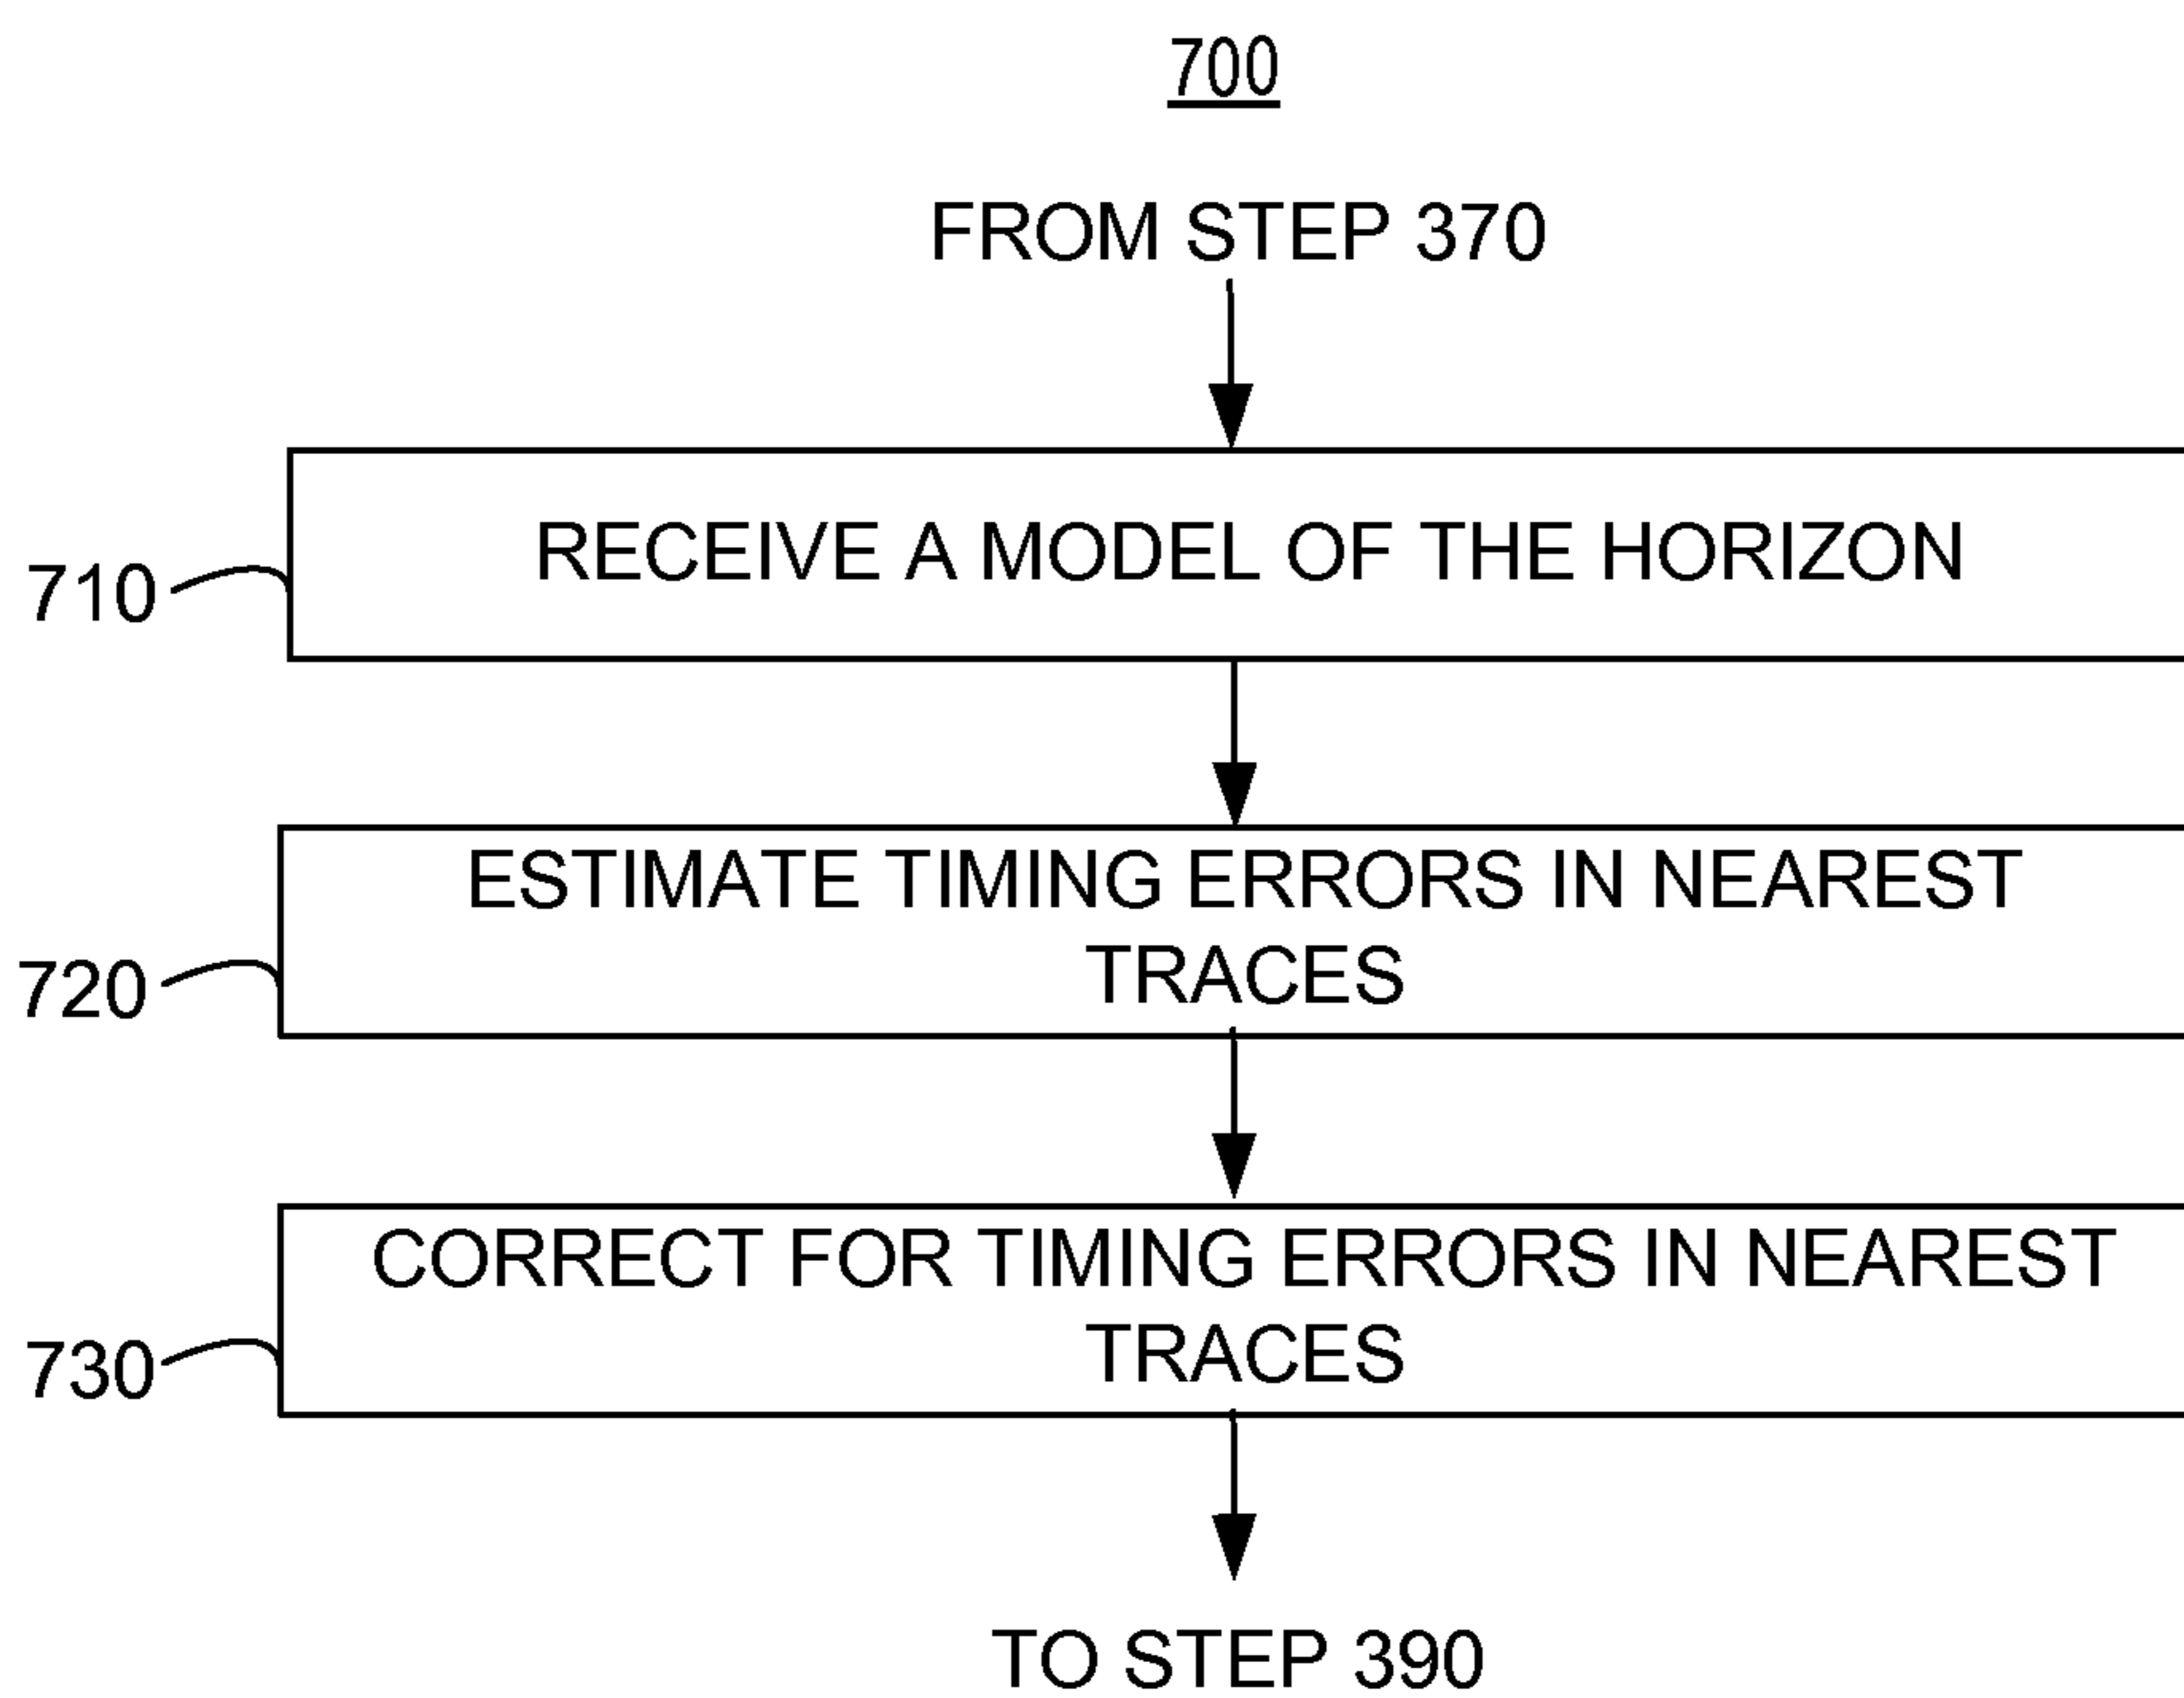 700
FROM STEP 370
RECEIVE A MODEL OF THE HORIZON
710
ESTIMATE TIMING ERRORS IN NEAREST
TRACES
720
CORRECT FOR TIMING ERRORS IN NEAREST
TRACES
730
TO STEP 390